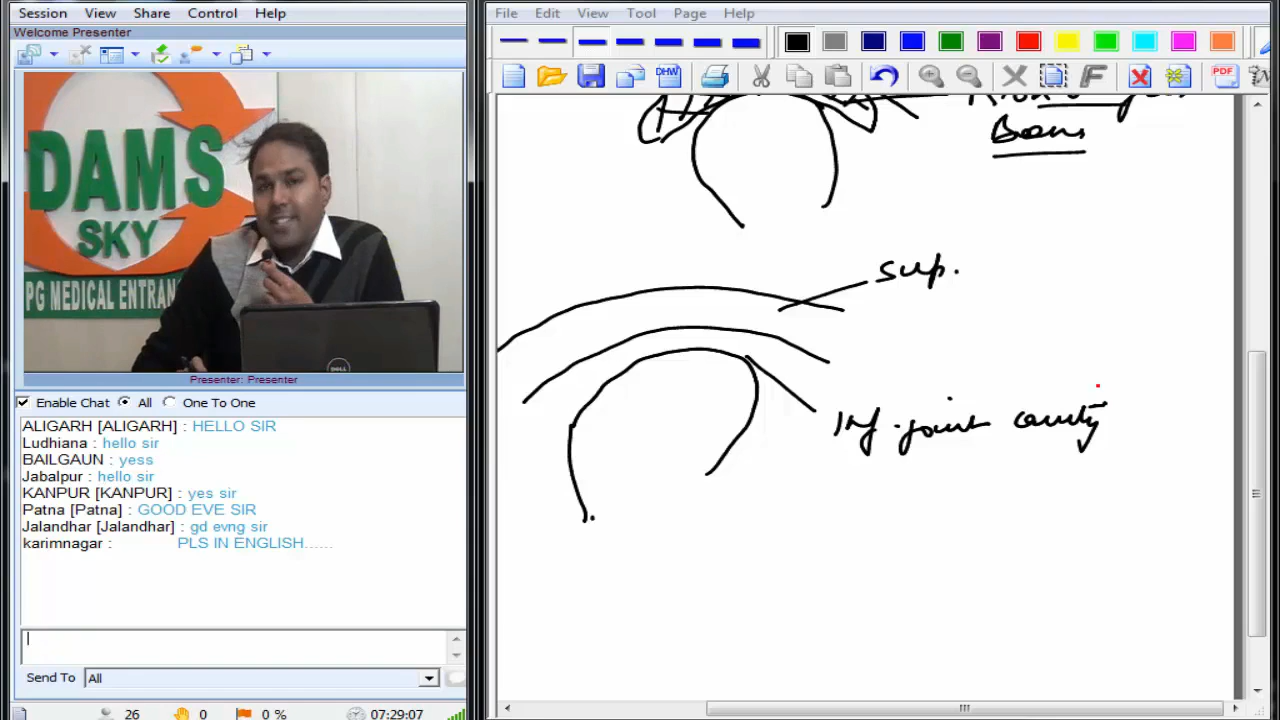 Session View Share Control Help
Welcome Presenter
DAMS
SKY
PG MEDICAL ENTRAN
DELL
Presenter: Presenter
Enable Chat All One To One
ALIGARH [ALIGARH] : HELLO SIR
Ludhiana : hello sir
BAILGAUN : yess
Jabalpur : hello sir
KANPUR [KANPUR] : yes sir
Patna [Patna] : GOOD EVE SIR
Jalandhar [Jalandhar] : gd evng sir
karimnagar : PLS IN ENGLISH......
Send To All
26 0 0 % 07:29:07
File Edit View Tool Page Help
DHW F PDF
Sup.
Inf. joint cavity